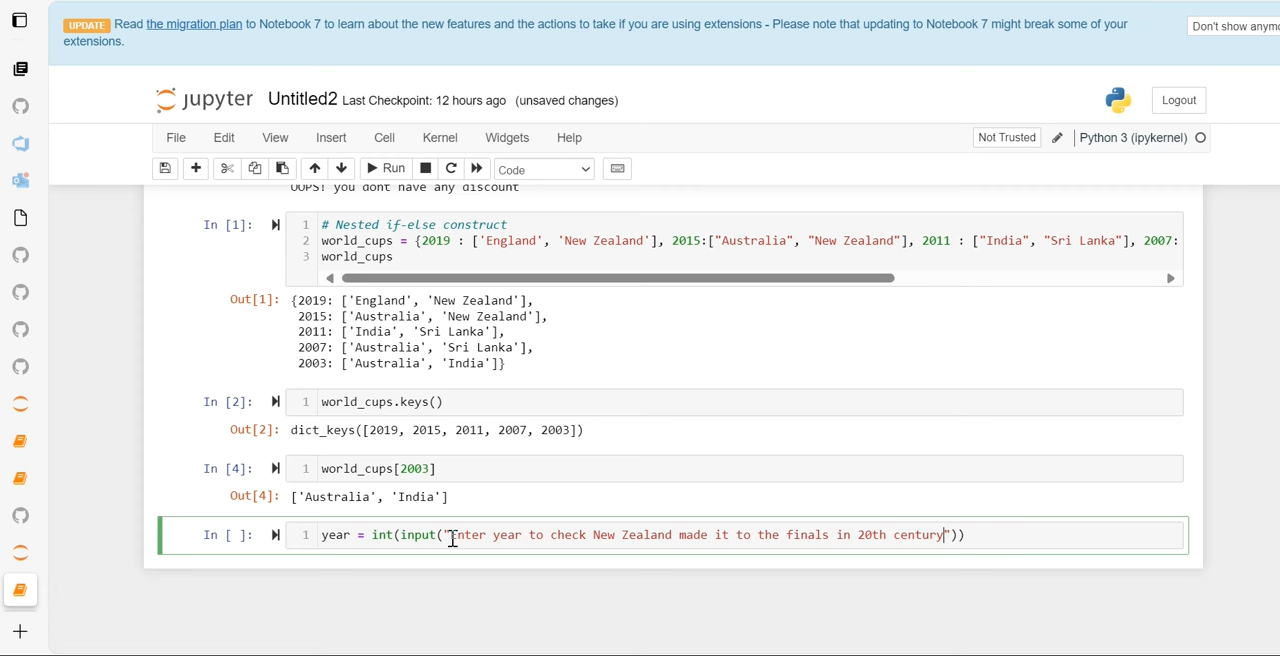 UPDATE Read the migration plan to Notebook 7 to learn about the new features and the actions to take if you are using extensions - Please note that updating to Notebook 7 might break some of your
extensions.
Don't show anymo
jupyter Untitled2 Last Checkpoint: 12 hours ago (unsaved changes)
Logout
File Edit View Insert Cell Kernel Widgets Help
Not Trusted Python 3 (ipykernel)
Run Code
OOPS! you dont have any discount
In [1]: 1 # Nested if-else construct
2 world_cups = {2019 : ['England', 'New Zealand'], 2015:["Australia", "New Zealand"], 2011 : ["India", "Sri Lanka"], 2007:
3 world_cups
Out[1]: {2019: ['England', 'New Zealand'],
2015: ['Australia', 'New Zealand'],
2011: ['India', 'Sri Lanka'],
2007: ['Australia', 'Sri Lanka'],
2003: ['Australia', 'India']}
In [2]: 1 world_cups.keys()
Out[2]: dict_keys([2019, 2015, 2011, 2007, 2003])
In [4]: 1 world_cups[2003]
Out[4]: ['Australia', 'India']
In [ ]: 1 year = int(input("Enter year to check New Zealand made it to the finals in 20th century"))